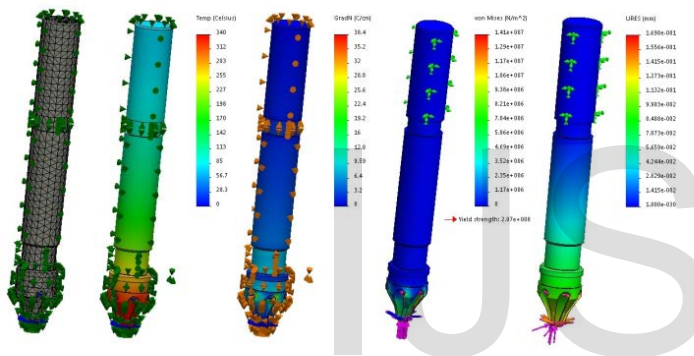 Temp (Celsius)
340
312
283
255
227
198
170
142
113
85
56.7
28.3
0
GradN (C/cm)
38.4
35.2
32
28.8
25.6
22.4
19.2
16
12.8
9.59
6.4
3.2
0
von Mises (N/m^2)
1.41e+007
1.29e+007
1.17e+007
1.06e+007
9.38e+006
8.21e+006
7.04e+006
5.86e+006
4.69e+006
3.52e+006
2.35e+006
1.17e+006
0
Yield strength: 2.07e+008
URES (mm)
1.556e-001
1.415e-001
1.273e-001
1.132e-001
9.903e-002
8.488e-002
7.073e-002
5.659e-002
4.244e-002
2.829e-002
1.415e-002
1.000e-030
IJS